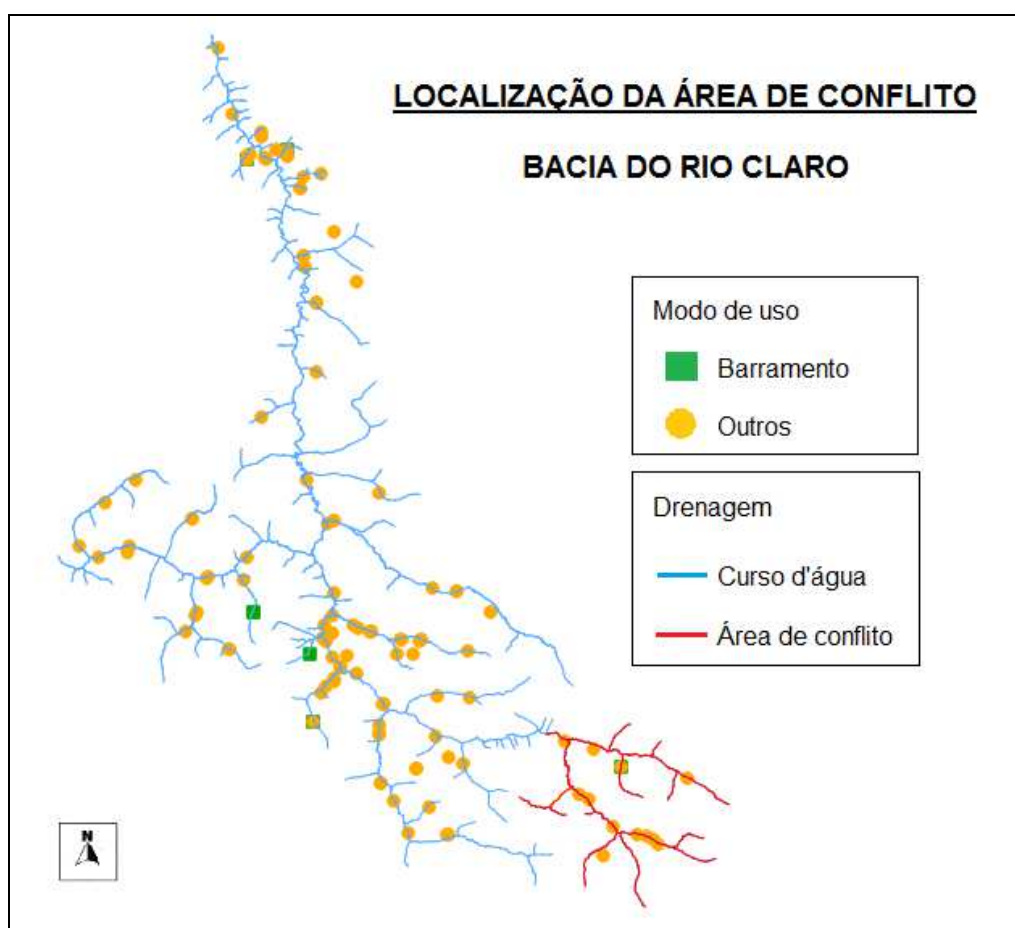 LOCALIZAÇÃO DA ÁREA DE CONFLITO
BACIA DO RIO CLARO
Modo de uso
Barramento
Outros
Drenagem
Curso d'água
Área de conflito
N